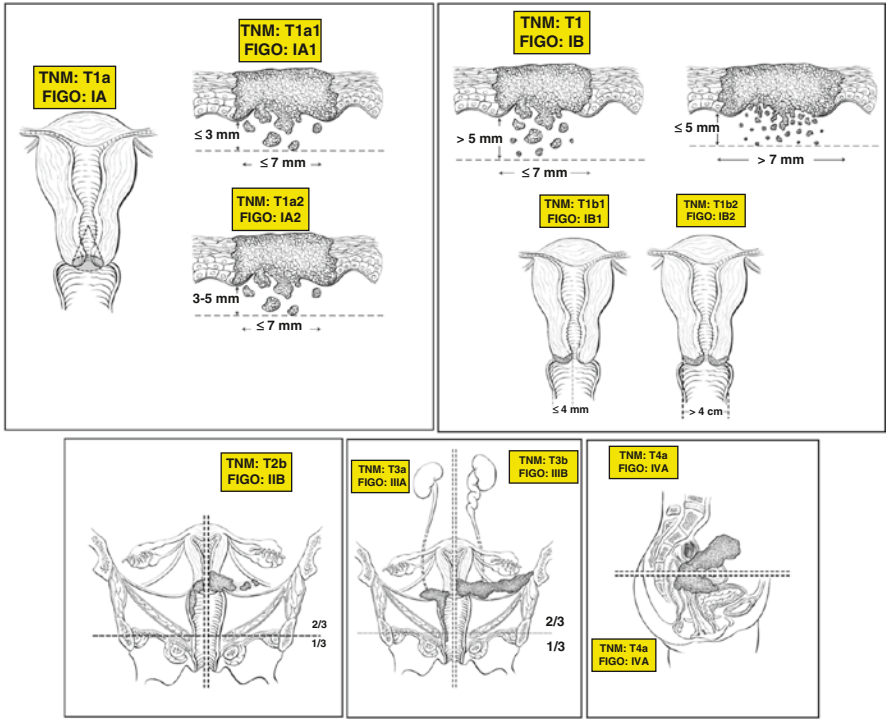 TNM: T1a
FIGO: IA
TNM: T1a1
FIGO: IA1
≤ 3 mm
≤ 7 mm
TNM: T1a2
FIGO: IA2
3-5 mm
≤ 7 mm
TNM: T1
FIGO: IB
> 5 mm
≤ 7 mm
≤ 5 mm
> 7 mm
TNM: T1b1
FIGO: IB1
≤ 4 mm
TNM: T1b2
FIGO: IB2
> 4 cm
TNM: T2b
FIGO: IIB
2/3
1/3
TNM: T3a
FIGO: IIIA
TNM: T3b
FIGO: IIIB
2/3
1/3
TNM: T4a
FIGO: IVA
TNM: T4a
FIGO: IVA